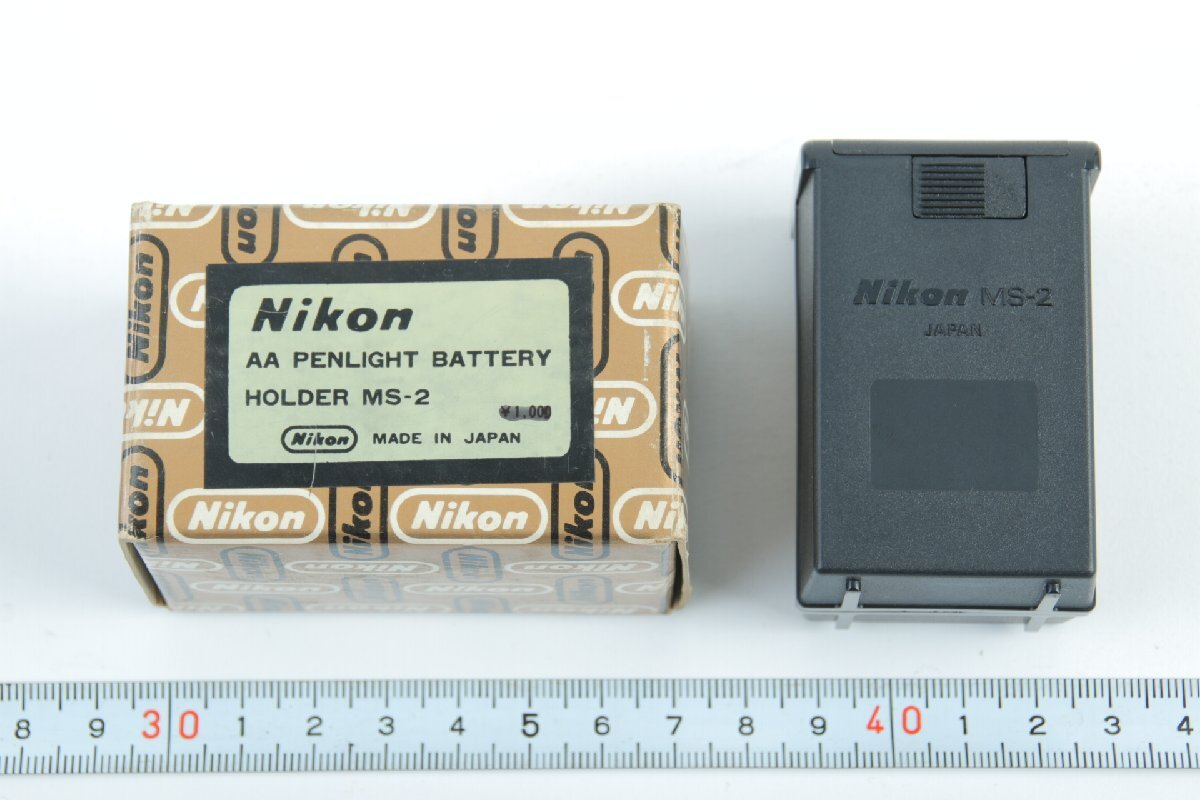 Nikon
AA PENLIGHT BATTERY
HOLDER MS-2
¥1,000
Nikon MADE IN JAPAN
Nikon Nikon Ni
Nikon MS-2
JAPAN
8 9 30 1 2 3 4 5 6 7 8 9 40 1 2 3 4